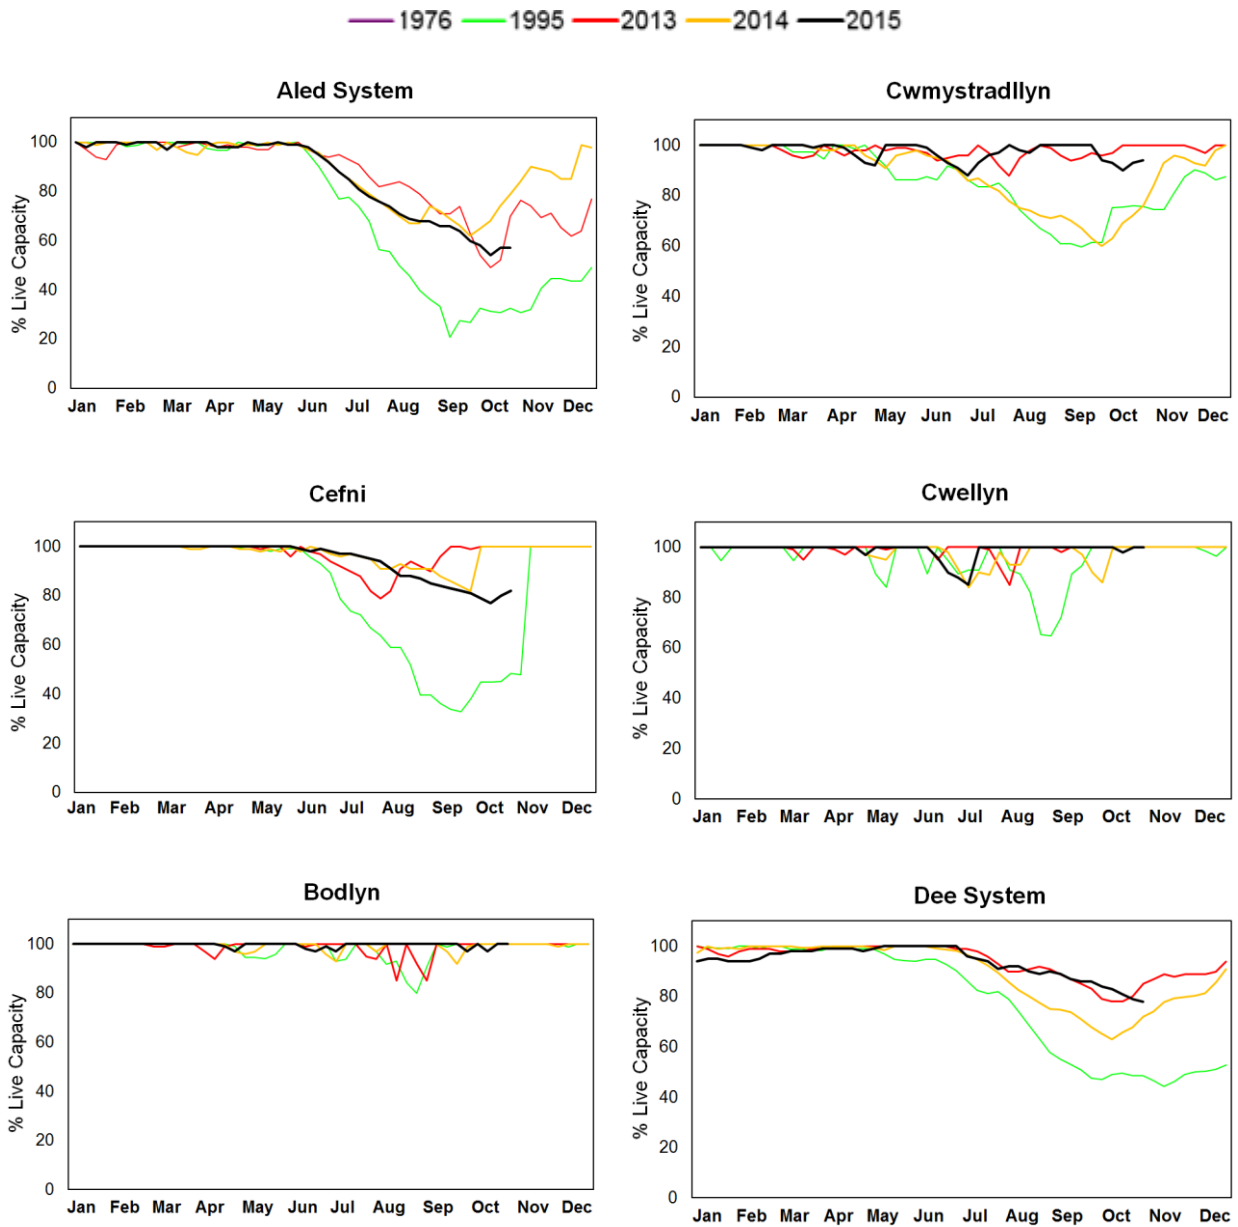 1976 1995 2013 2014 2015
Aled System
% Live Capacity
100
80
60
40
20
0
Jan Feb Mar Apr May Jun Jul Aug Sep Oct Nov Dec
Cwmystradllyn
% Live Capacity
100
80
60
40
20
0
Jan Feb Mar Apr May Jun Jul Aug Sep Oct Nov Dec
Cefni
% Live Capacity
100
80
60
40
20
0
Jan Feb Mar Apr May Jun Jul Aug Sep Oct Nov Dec
Cwellyn
% Live Capacity
100
80
60
40
20
0
Jan Feb Mar Apr May Jun Jul Aug Sep Oct Nov Dec
Bodlyn
% Live Capacity
100
80
60
40
20
0
Jan Feb Mar Apr May Jun Jul Aug Sep Oct Nov Dec
Dee System
% Live Capacity
100
80
60
40
20
0
Jan Feb Mar Apr May Jun Jul Aug Sep Oct Nov Dec